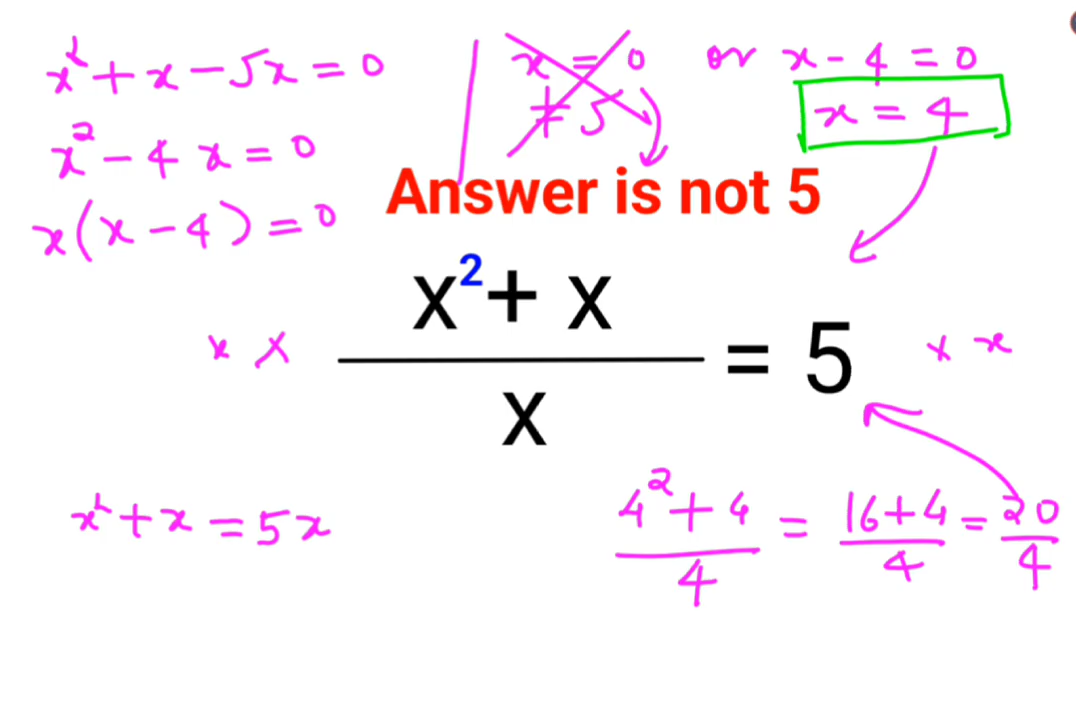 x² + x - 5x = 0
x² - 4x = 0
x(x - 4) = 0
x = 0 or x - 4 = 0
≠ 5
x = 4
Answer is not 5
× x (x² + x)/x = 5 × x
x² + x = 5x
(4² + 4)/4 = (16 + 4)/4 = 20/4